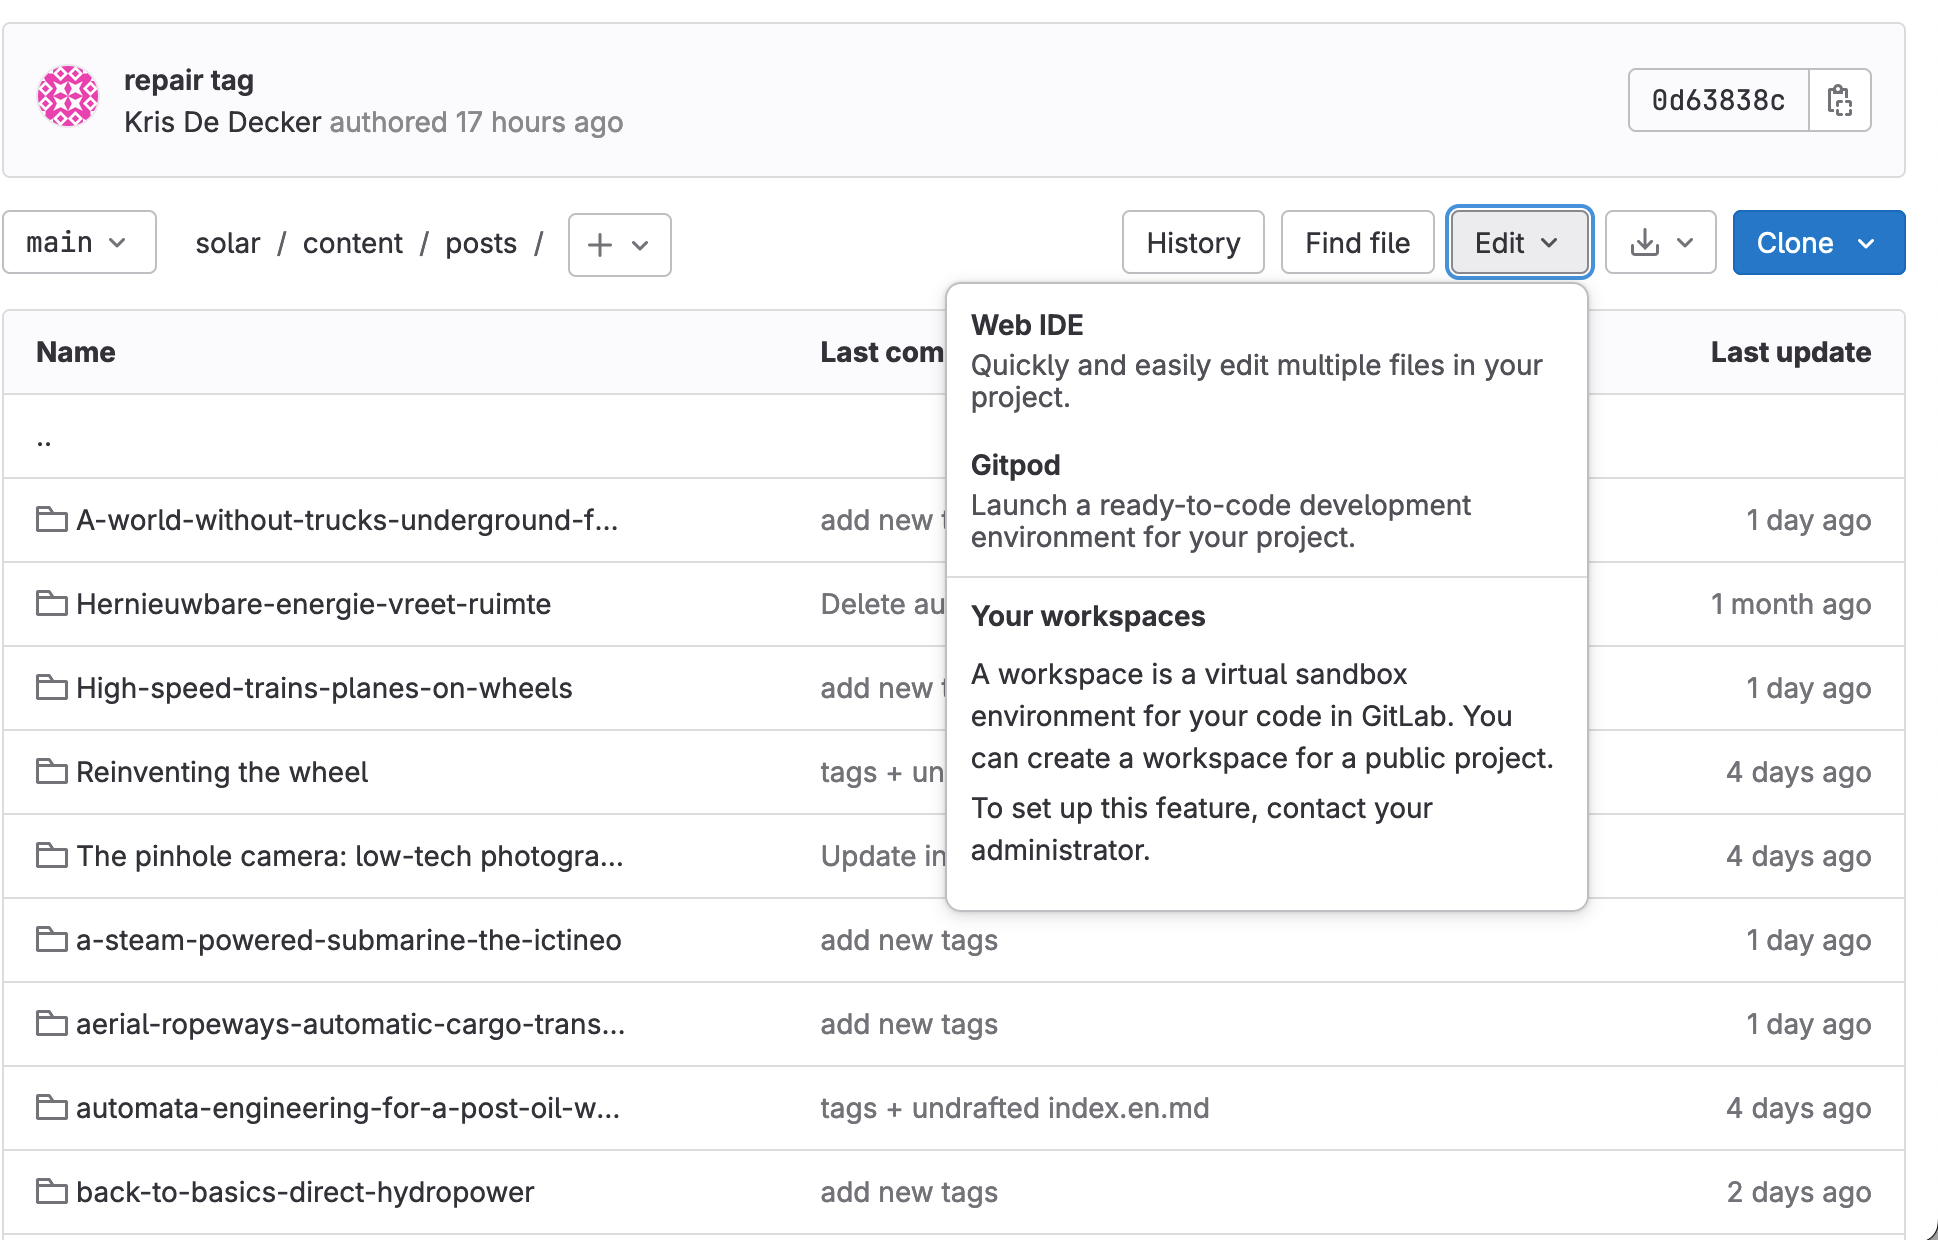 repair tag
Kris De Decker authored 17 hours ago
0d63838c
main
solar / content / posts /
History
Find file
Edit
Clone
Name
Last com
Last update
Web IDE
Quickly and easily edit multiple files in your
project.
Gitpod
Launch a ready-to-code development
environment for your project.
Your workspaces
A workspace is a virtual sandbox
environment for your code in GitLab. You
can create a workspace for a public project.
To set up this feature, contact your
administrator.
..
A-world-without-trucks-underground-f... add new 1 day ago
Hernieuwbare-energie-vreet-ruimte Delete au 1 month ago
High-speed-trains-planes-on-wheels add new 1 day ago
Reinventing the wheel tags + un 4 days ago
The pinhole camera: low-tech photogra... Update in 4 days ago
a-steam-powered-submarine-the-ictineo add new tags 1 day ago
aerial-ropeways-automatic-cargo-trans... add new tags 1 day ago
automata-engineering-for-a-post-oil-w... tags + undrafted index.en.md 4 days ago
back-to-basics-direct-hydropower add new tags 2 days ago